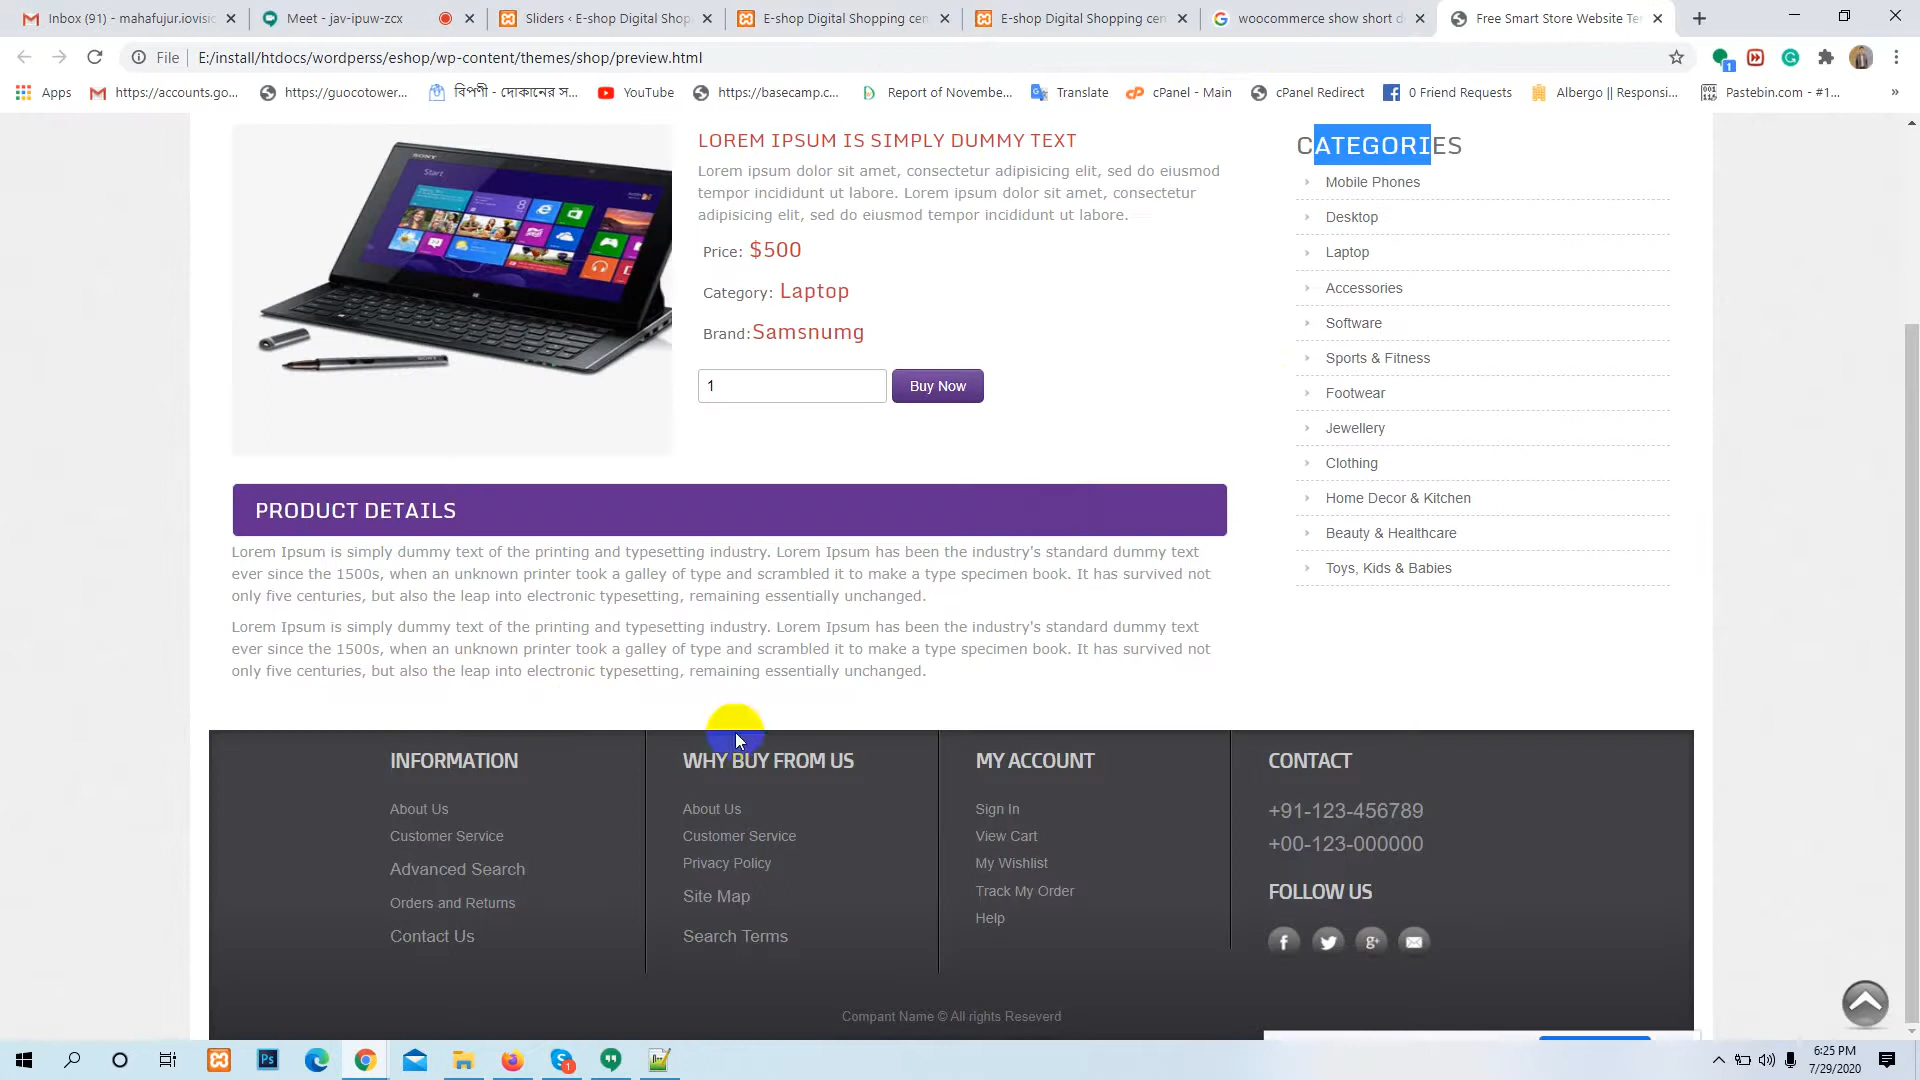 Inbox (91) - mahafujur.iovisio
Meet - jav-ipuw-zcx
Sliders ‹ E-shop Digital Shop
E-shop Digital Shopping cen
E-shop Digital Shopping cen
woocommerce show short d
Free Smart Store Website Te
File
E:/install/htdocs/wordperss/eshop/wp-content/themes/shop/preview.html
Apps
https://accounts.go...
https://guocotower...
বিপণী - দোকানের স...
YouTube
https://basecamp.c...
Report of Novembe...
Translate
cPanel - Main
cPanel Redirect
0 Friend Requests
Albergo || Responsi...
Pastebin.com - #1...
SONY
Start
LOREM IPSUM IS SIMPLY DUMMY TEXT
Lorem ipsum dolor sit amet, consectetur adipisicing elit, sed do eiusmod
tempor incididunt ut labore. Lorem ipsum dolor sit amet, consectetur
adipisicing elit, sed do eiusmod tempor incididunt ut labore.
Price: $500
Category: Laptop
Brand:Samsnumg
1
Buy Now
CATEGORIES
Mobile Phones
Desktop
Laptop
Accessories
Software
Sports & Fitness
Footwear
Jewellery
Clothing
Home Decor & Kitchen
Beauty & Healthcare
Toys, Kids & Babies
PRODUCT DETAILS
Lorem Ipsum is simply dummy text of the printing and typesetting industry. Lorem Ipsum has been the industry's standard dummy text
ever since the 1500s, when an unknown printer took a galley of type and scrambled it to make a type specimen book. It has survived not
only five centuries, but also the leap into electronic typesetting, remaining essentially unchanged.
Lorem Ipsum is simply dummy text of the printing and typesetting industry. Lorem Ipsum has been the industry's standard dummy text
ever since the 1500s, when an unknown printer took a galley of type and scrambled it to make a type specimen book. It has survived not
only five centuries, but also the leap into electronic typesetting, remaining essentially unchanged.
INFORMATION
About Us
Customer Service
Advanced Search
Orders and Returns
Contact Us
WHY BUY FROM US
About Us
Customer Service
Privacy Policy
Site Map
Search Terms
MY ACCOUNT
Sign In
View Cart
My Wishlist
Track My Order
Help
CONTACT
+91-123-456789
+00-123-000000
FOLLOW US
Compant Name © All rights Reseverd
6:25 PM
7/29/2020